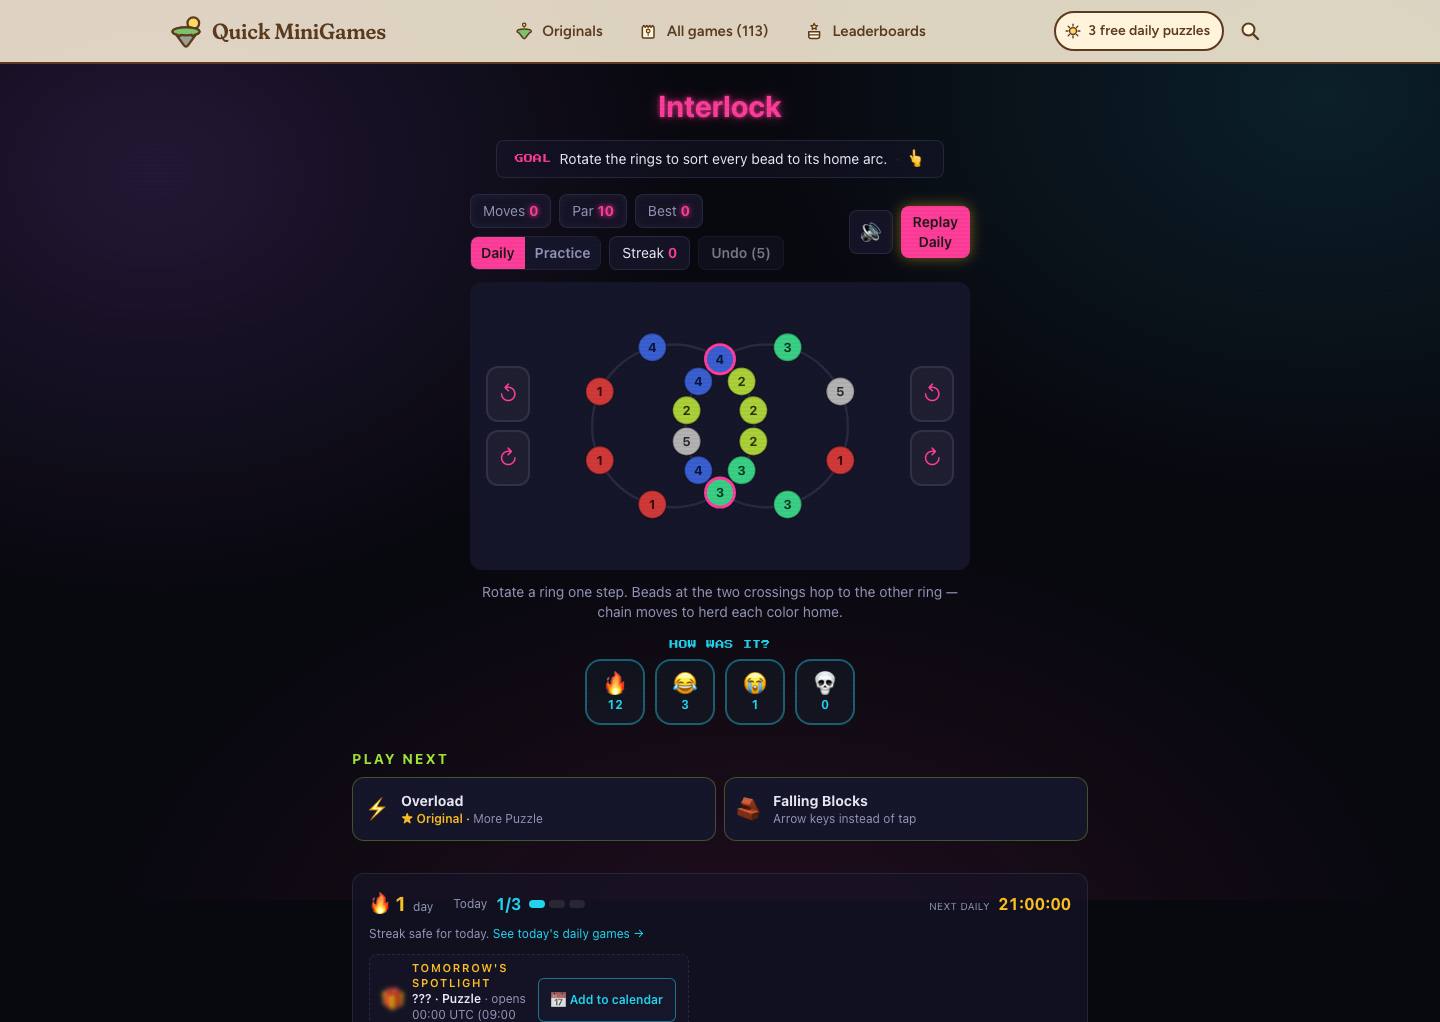 Quick MiniGames
Originals
All games (113)
Leaderboards
3 free daily puzzles
Interlock
GOAL Rotate the rings to sort every bead to its home arc.
Moves 0
Par 10
Best 0
Daily
Practice
Streak 0
Undo (5)
Replay
Daily
4
4
3
4
2
1
5
2
2
5
2
1
1
4
3
3
1
3
Rotate a ring one step. Beads at the two crossings hop to the other ring —
chain moves to herd each color home.
HOW WAS IT?
12
3
1
0
PLAY NEXT
Overload
Original · More Puzzle
Falling Blocks
Arrow keys instead of tap
1 day
Today 1/3
NEXT DAILY 21:00:00
Streak safe for today. See today's daily games →
TOMORROW'S
SPOTLIGHT
??? · Puzzle · opens
00:00 UTC (09:00
Add to calendar